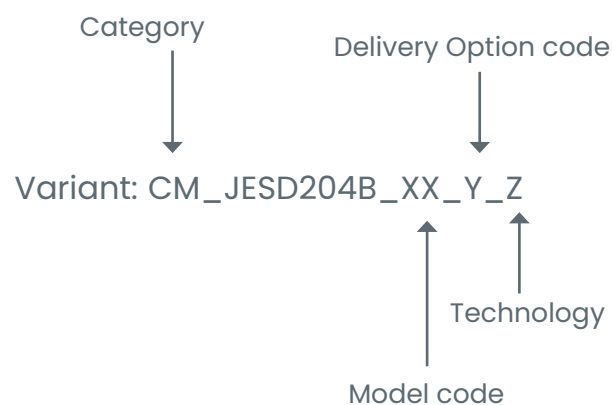 Category
Delivery Option code
Variant: CM_JESD204B_XX_Y_Z
Technology
Model code